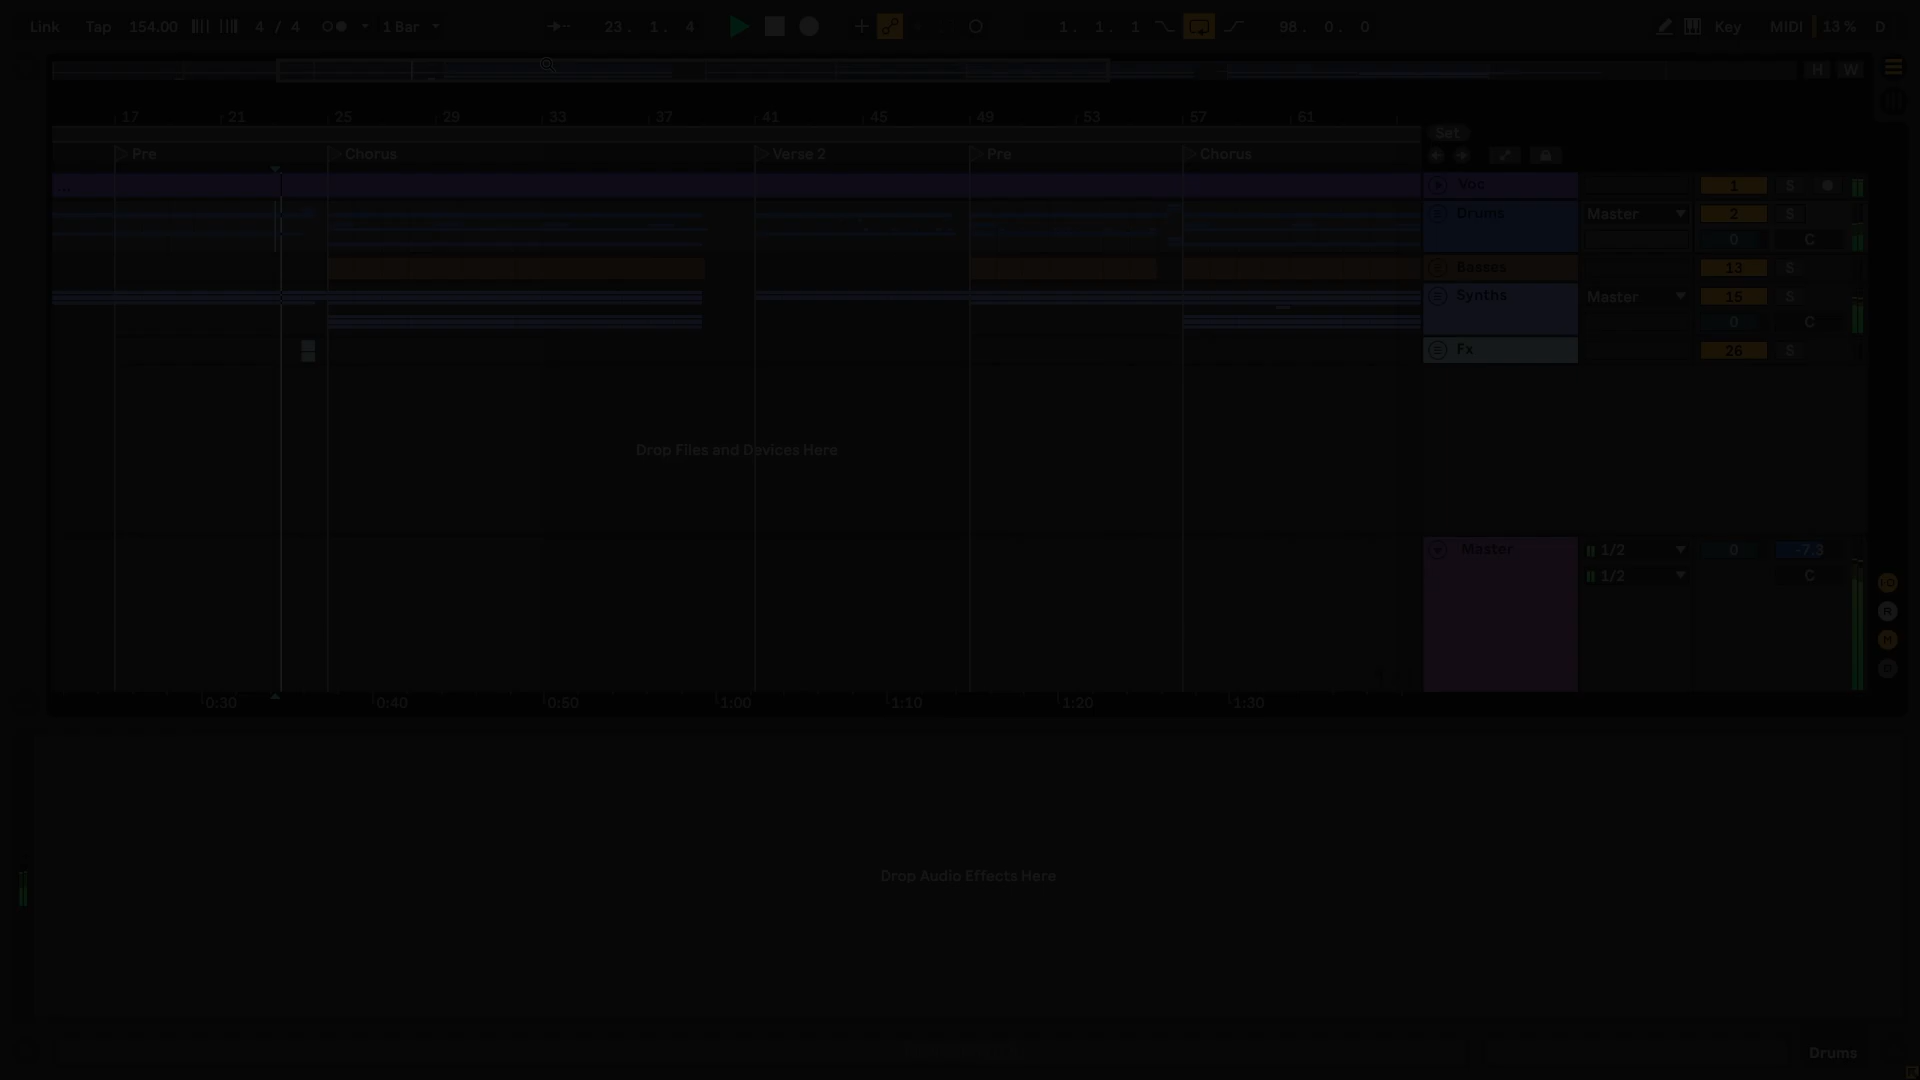 Link Tap 154.00 4 / 4 1 Bar 23. 1. 4 1. 1. 1 98. 0. 0 Key MIDI 13 % D
H W
17 21 25 29 33 37 41 45 49 53 57 61
Set
Pre Chorus Verse 2 Pre Chorus
... Voc 1 S
Drums Master 2 S
0 C
Basses 13 S
Synths Master 15 S
0 C
Fx 26 S
Drop Files and Devices Here
Master 1/2 0 -7.3
1/2 C
R
M
0:30 0:40 0:50 1:00 1:10 1:20 1:30
Drop Audio Effects Here
Drums